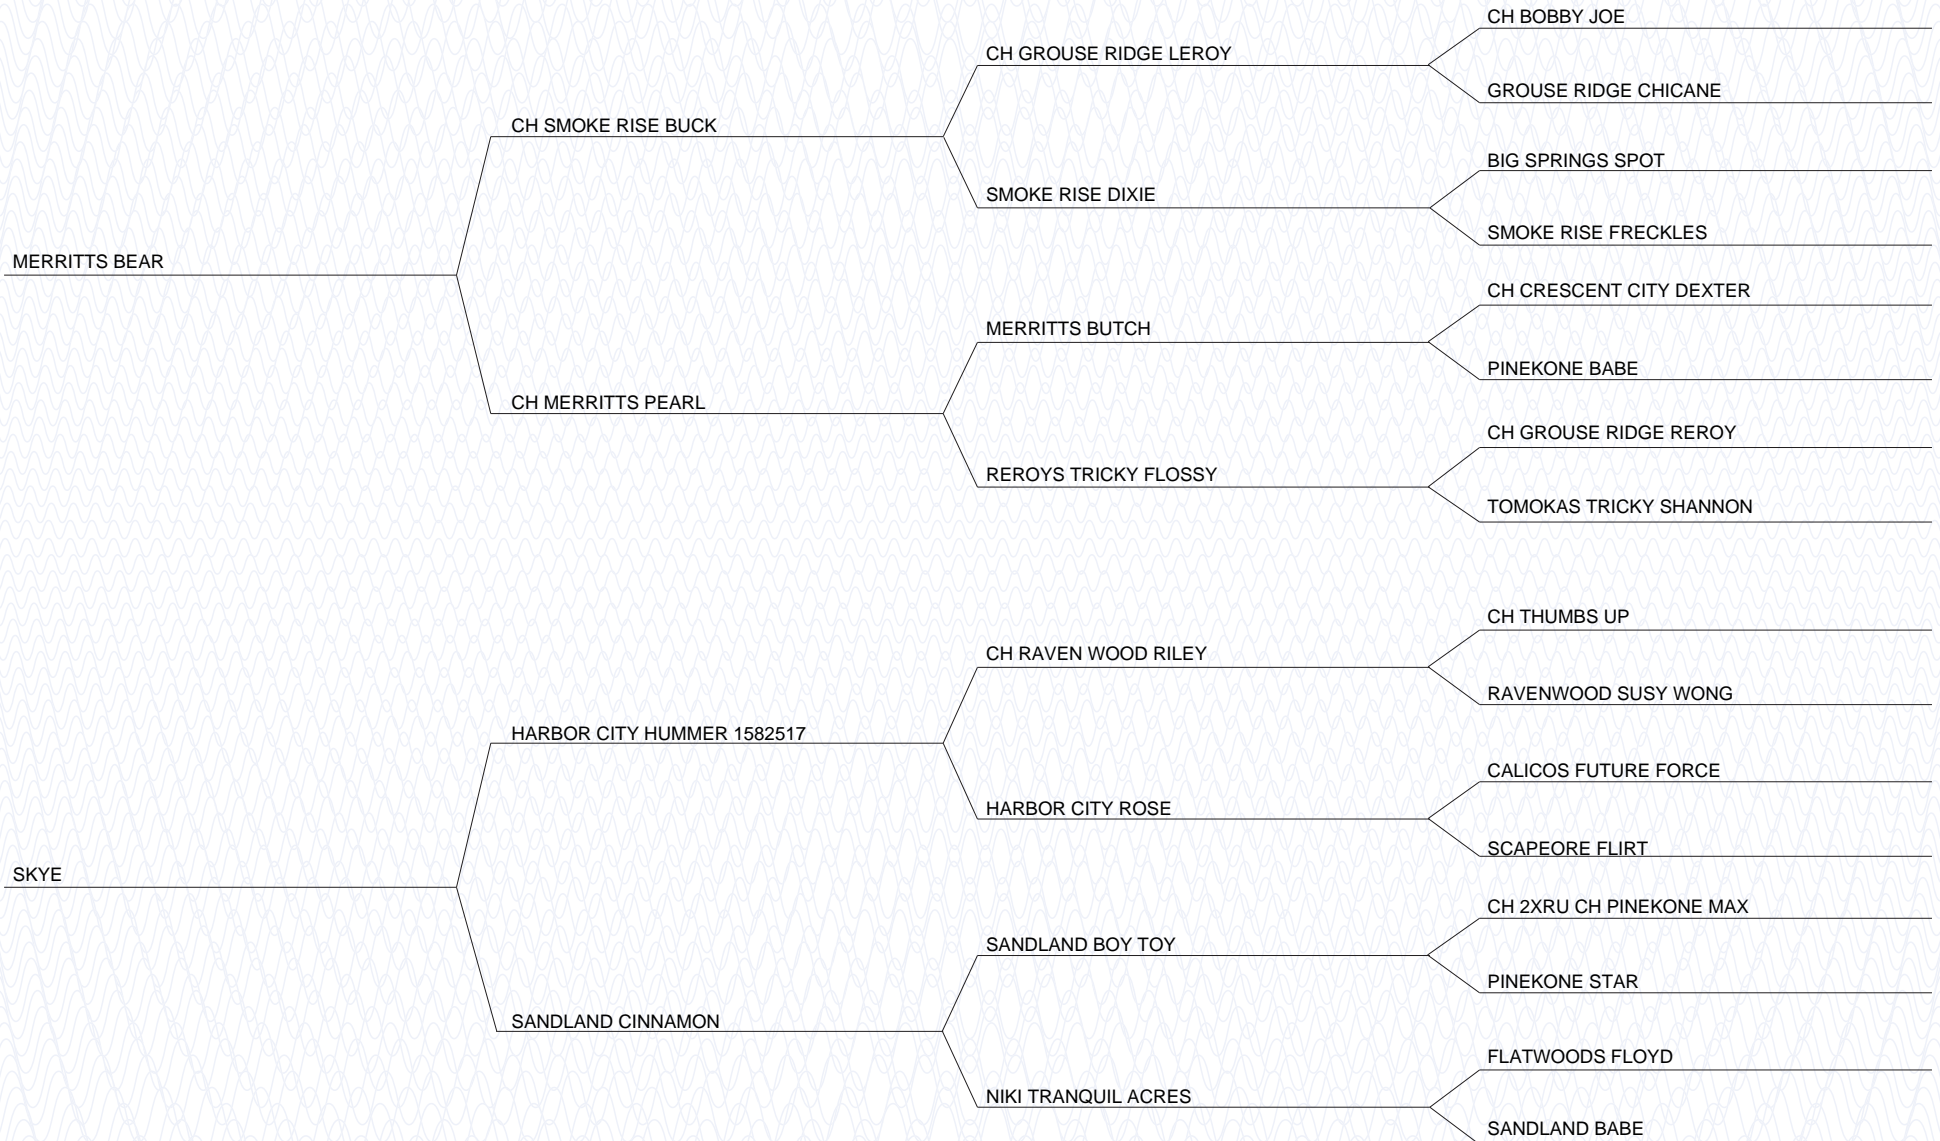 CH BOBBY JOE
CH GROUSE RIDGE LEROY
GROUSE RIDGE CHICANE
CH SMOKE RISE BUCK
BIG SPRINGS SPOT
SMOKE RISE DIXIE
SMOKE RISE FRECKLES
MERRITTS BEAR
CH CRESCENT CITY DEXTER
MERRITTS BUTCH
PINEKONE BABE
CH MERRITTS PEARL
CH GROUSE RIDGE REROY
REROYS TRICKY FLOSSY
TOMOKAS TRICKY SHANNON
CH THUMBS UP
CH RAVEN WOOD RILEY
RAVENWOOD SUSY WONG
HARBOR CITY HUMMER 1582517
CALICOS FUTURE FORCE
HARBOR CITY ROSE
SCAPEORE FLIRT
SKYE
CH 2XRU CH PINEKONE MAX
SANDLAND BOY TOY
PINEKONE STAR
SANDLAND CINNAMON
FLATWOODS FLOYD
NIKI TRANQUIL ACRES
SANDLAND BABE